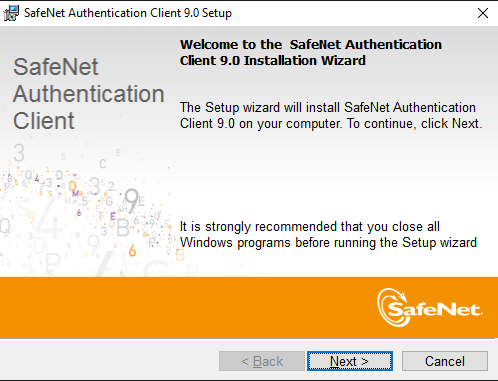 SafeNet Authentication Client 9.0 Setup
Welcome to the SafeNet Authentication
Client 9.0 Installation Wizard
SafeNet
Authentication
Client
The Setup wizard will install SafeNet Authentication
Client 9.0 on your computer. To continue, click Next.
It is strongly recommended that you close all
Windows programs before running the Setup wizard
SafeNet.
< Back
Next >
Cancel